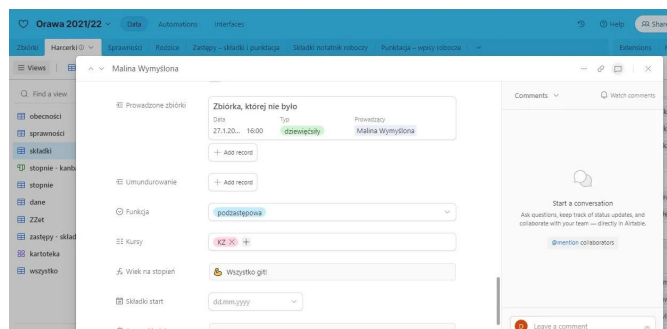 Orawa 2021/22
Data
Automations
Interfaces
Help
Share
Zbiórki
Harcerki
Sprawności
Rodzice
Zastępy – składki i punktacja
Składki notatnik roboczy
Punktacja – wpisy robocze
Extensions
Views
Malina Wymyślona
Find a view
obecności
sprawności
składki
stopnie - kanb
stopnie
dane
ZZet
zastępy - skład
kartoteka
wszystko
Prowadzone zbiórki
Zbiórka, której nie było
Data
Typ
Prowadzący
27.1.20... 16:00
dziewięćsiły
Malina Wymyślona
+ Add record
Umundurowanie
+ Add record
Funkcja
podzastępowa
Kursy
KZ
Wiek na stopień
Wszystko git!
Składki start
dd.mm.yyyy
Comments
Watch comments
Start a conversation
Ask questions, keep track of status updates, and
collaborate with your team — directly in Airtable.
@mention collaborators
D
Leave a comment